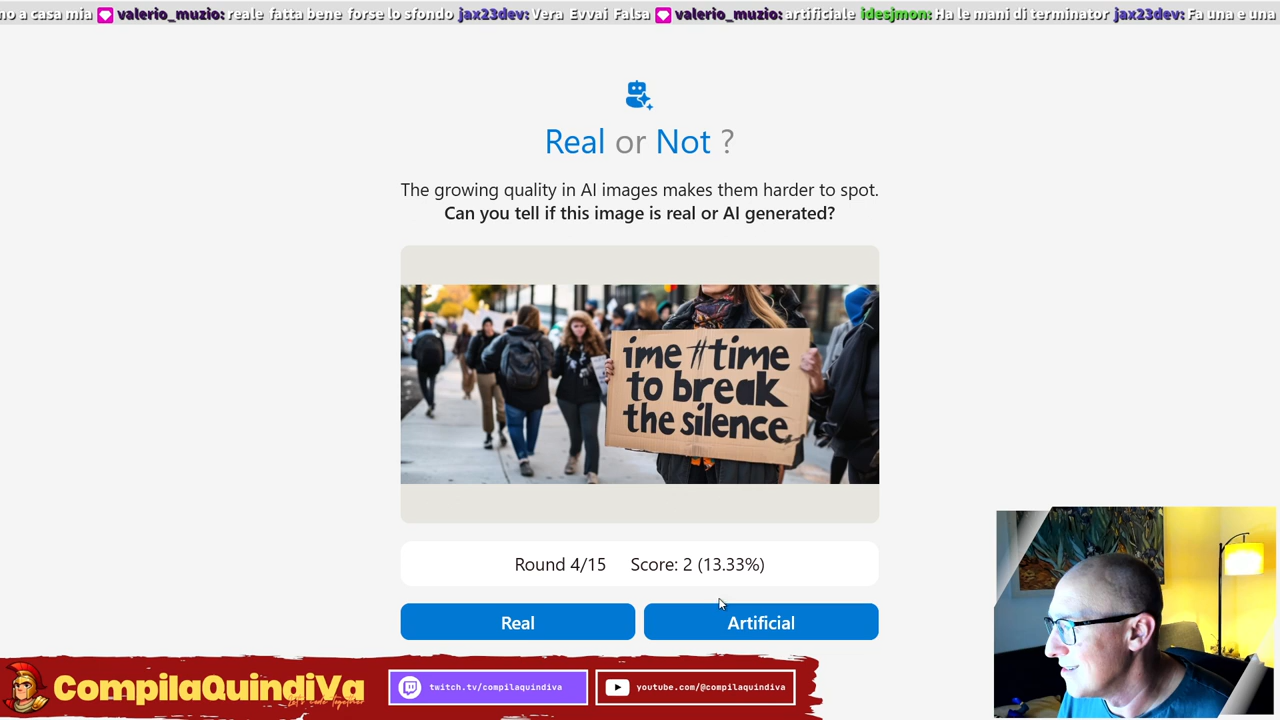 no a casa mia valerio_muzio: reale fatta bene forse lo sfondo jax23dev: Vera Evvai Falsa valerio_muzio: artificiale idesjmon: Ha le mani di terminator jax23dev: Fa una e una
Real or Not ?
The growing quality in AI images makes them harder to spot.
Can you tell if this image is real or AI generated?
ime #time
to break
the silence
Round 4/15 Score: 2 (13.33%)
Real Artificial
CompilaQuindiVa
Let's Code Together
twitch.tv/compilaquindiva
youtube.com/@compilaquindiva